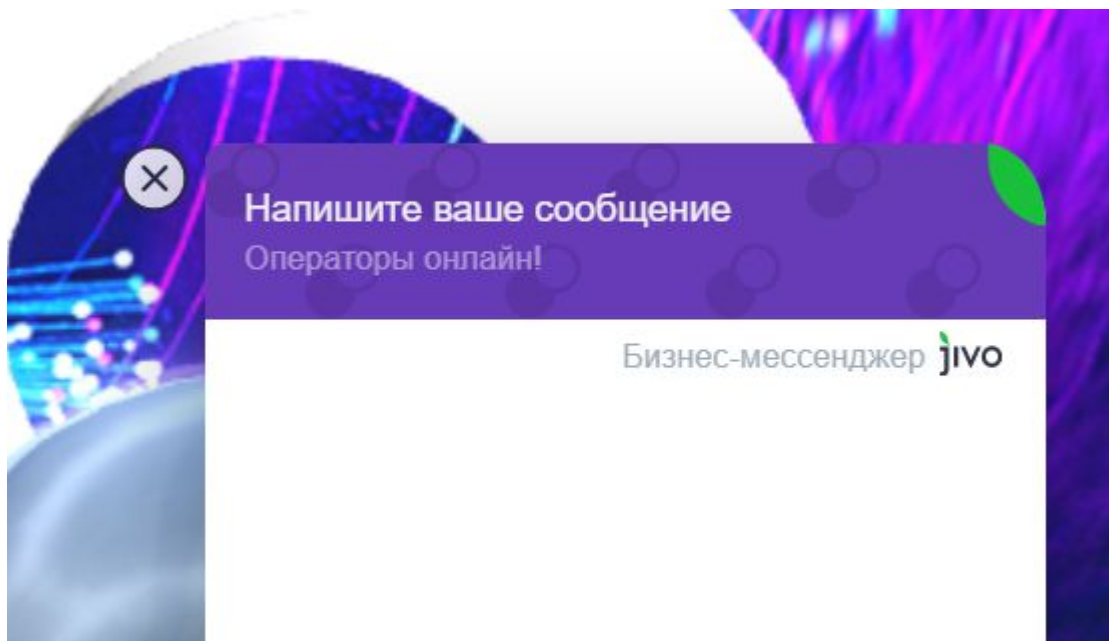 Напишите ваше сообщение
Операторы онлайн!
Бизнес-мессенджер jivo